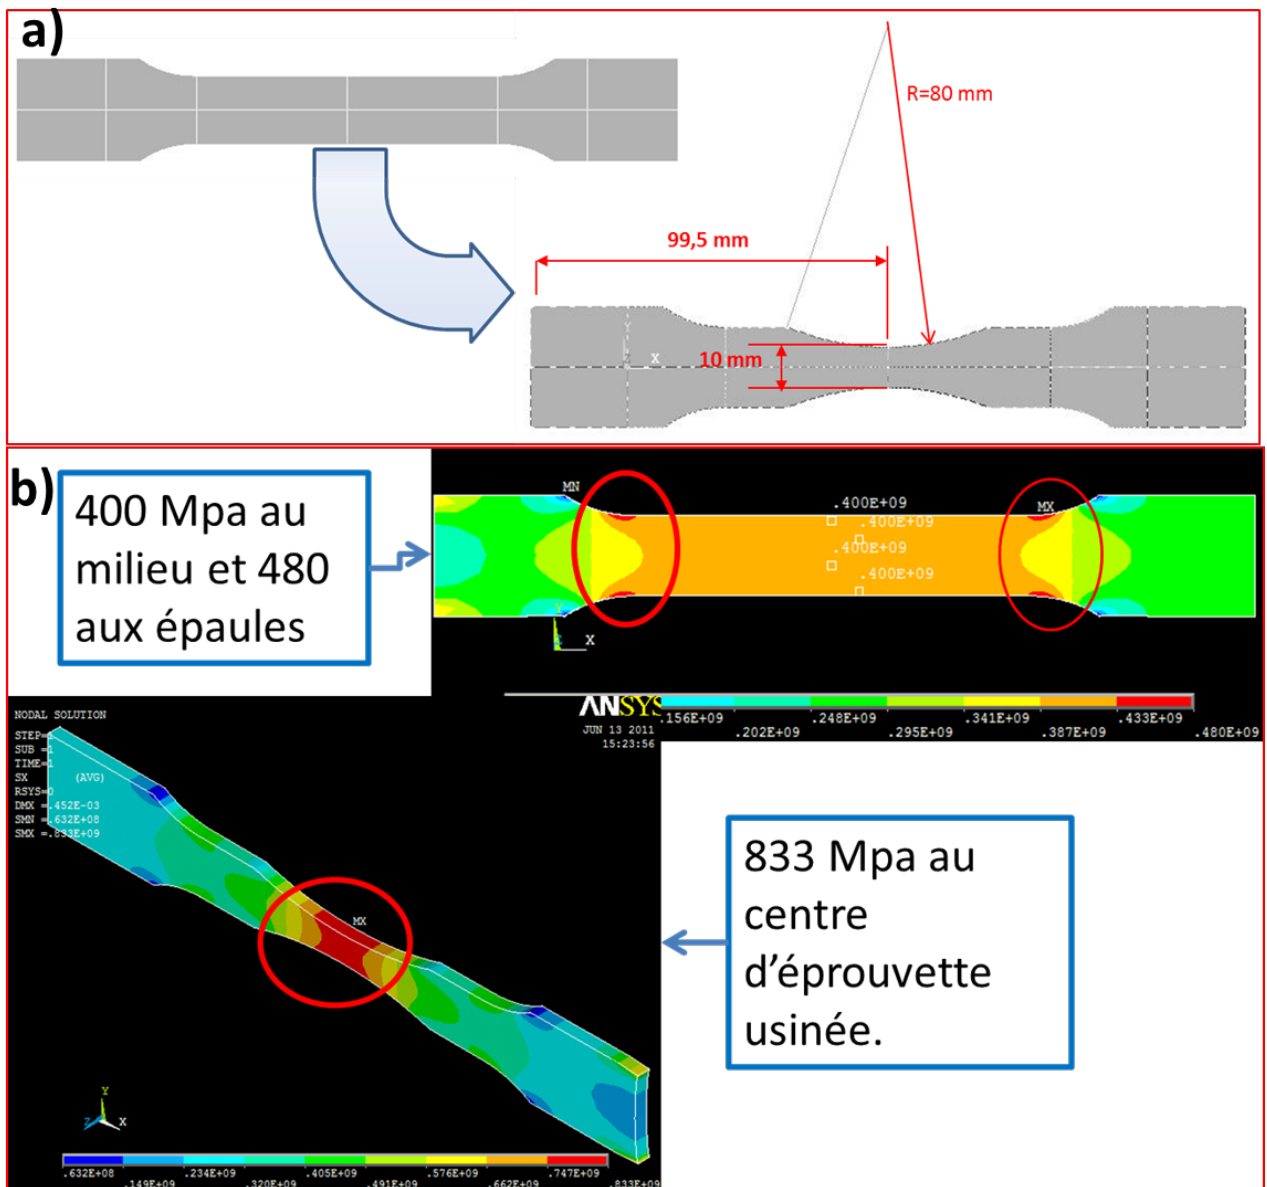 a)
R=80 mm
99,5 mm
10 mm
Y
Z X
b)
400 Mpa au
milieu et 480
aux épaules
MN
MX
.400E+09
.400E+09
.400E+09
.400E+09
Y
X
.156E+09 .248E+09 .341E+09 .433E+09
.202E+09 .295E+09 .387E+09 .480E+09
ANSYS
JUN 13 2011
15:23:56
NODAL SOLUTION
STEP=1
SUB =1
TIME=1
SX (AVG)
RSYS=0
DMX =.452E-03
SMN =.632E+08
SMX =.833E+09
MX
833 Mpa au
centre
d'éprouvette
usinée.
Y
Z X
.632E+08 .234E+09 .405E+09 .576E+09 .747E+09
.149E+09 .320E+09 .491E+09 .662E+09 .833E+09